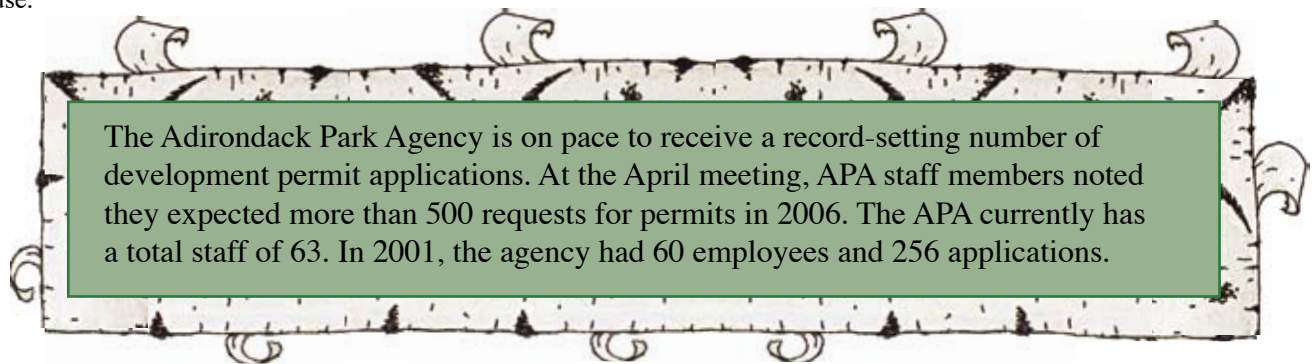 use.
The Adirondack Park Agency is on pace to receive a record-setting number of
development permit applications. At the April meeting, APA staff members noted
they expected more than 500 requests for permits in 2006. The APA currently has
a total staff of 63. In 2001, the agency had 60 employees and 256 applications.